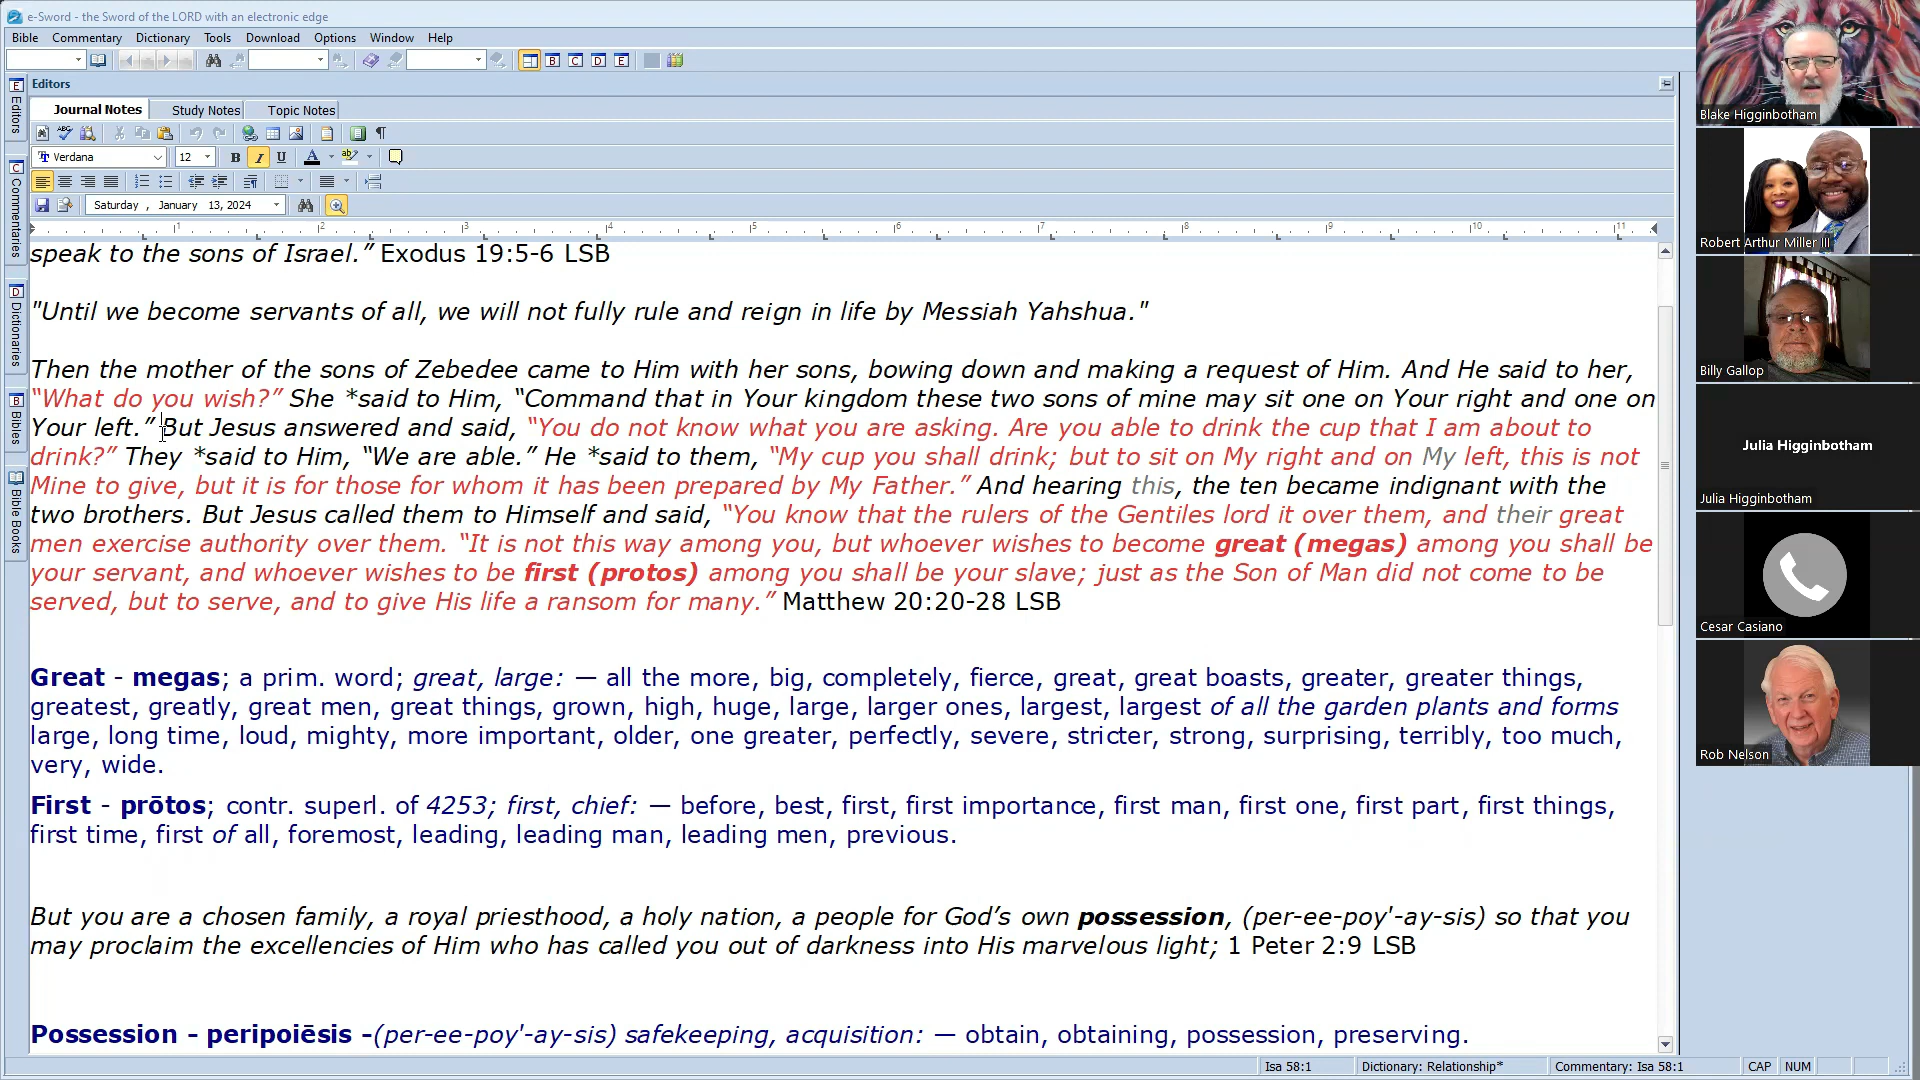 e-Sword - the Sword of the LORD with an electronic edge
Bible Commentary Dictionary Tools Download Options Window Help
B C D E
Editors
Journal Notes Study Notes Topic Notes
Verdana 12 B I U A ab
Saturday , January 13, 2024
1 2 3 4 5 6 7 8 9 10 11
E Editors
C Commentaries
D Dictionaries
B Bibles
Bible Books
speak to the sons of Israel.” Exodus 19:5-6 LSB
"Until we become servants of all, we will not fully rule and reign in life by Messiah Yahshua."
Then the mother of the sons of Zebedee came to Him with her sons, bowing down and making a request of Him. And He said to her,
“What do you wish?” She *said to Him, “Command that in Your kingdom these two sons of mine may sit one on Your right and one on
Your left.” But Jesus answered and said, “You do not know what you are asking. Are you able to drink the cup that I am about to
drink?” They *said to Him, “We are able.” He *said to them, “My cup you shall drink; but to sit on My right and on My left, this is not
Mine to give, but it is for those for whom it has been prepared by My Father.” And hearing this, the ten became indignant with the
two brothers. But Jesus called them to Himself and said, “You know that the rulers of the Gentiles lord it over them, and their great
men exercise authority over them. “It is not this way among you, but whoever wishes to become great (megas) among you shall be
your servant, and whoever wishes to be first (protos) among you shall be your slave; just as the Son of Man did not come to be
served, but to serve, and to give His life a ransom for many.” Matthew 20:20-28 LSB
Great - megas; a prim. word; great, large: — all the more, big, completely, fierce, great, great boasts, greater, greater things,
greatest, greatly, great men, great things, grown, high, huge, large, larger ones, largest, largest of all the garden plants and forms
large, long time, loud, mighty, more important, older, one greater, perfectly, severe, stricter, strong, surprising, terribly, too much,
very, wide.
First - prōtos; contr. superl. of 4253; first, chief: — before, best, first, first importance, first man, first one, first part, first things,
first time, first of all, foremost, leading, leading man, leading men, previous.
But you are a chosen family, a royal priesthood, a holy nation, a people for God’s own possession, (per-ee-poy'-ay-sis) so that you
may proclaim the excellencies of Him who has called you out of darkness into His marvelous light; 1 Peter 2:9 LSB
Possession - peripoiēsis -(per-ee-poy'-ay-sis) safekeeping, acquisition: — obtain, obtaining, possession, preserving.
Isa 58:1 Dictionary: Relationship* Commentary: Isa 58:1 CAP NUM
Blake Higginbotham
Robert Arthur Miller III
Billy Gallop
Julia Higginbotham
Julia Higginbotham
Cesar Casiano
Rob Nelson